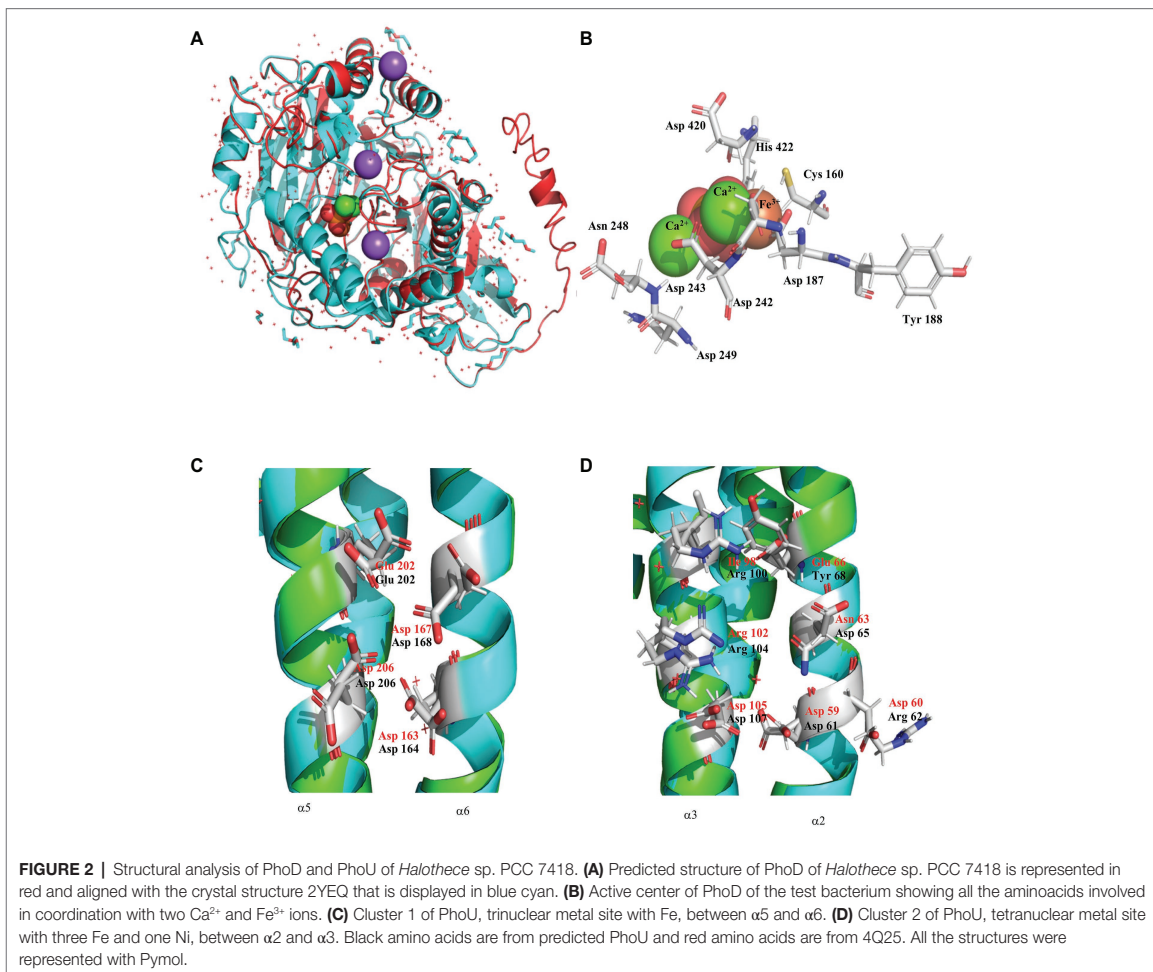 A
B
Asp 420
His 422
Cys 160
Ca²⁺
Fe³⁺
Ca²⁺
Asn 248
Asp 243
Asp 187
Asp 242
Tyr 188
Asp 249
C
D
Glu 202
Glu 202
Asp 167
Asp 168
Asp 206
Asp 206
Asp 163
Asp 164
α5
α6
Arg 100
Glu 66
Tyr 68
Asn 63
Asp 65
Arg 102
Arg 104
Asp 105
Asp 107
Asp 59
Asp 61
Asp 60
Arg 62
α3
α2
FIGURE 2 | Structural analysis of PhoD and PhoU of Halothece sp. PCC 7418. (A) Predicted structure of PhoD of Halothece sp. PCC 7418 is represented in
red and aligned with the crystal structure 2YEQ that is displayed in blue cyan. (B) Active center of PhoD of the test bacterium showing all the aminoacids involved
in coordination with two Ca²⁺ and Fe³⁺ ions. (C) Cluster 1 of PhoU, trinuclear metal site with Fe, between α5 and α6. (D) Cluster 2 of PhoU, tetranuclear metal site
with three Fe and one Ni, between α2 and α3. Black amino acids are from predicted PhoU and red amino acids are from 4Q25. All the structures were
represented with Pymol.